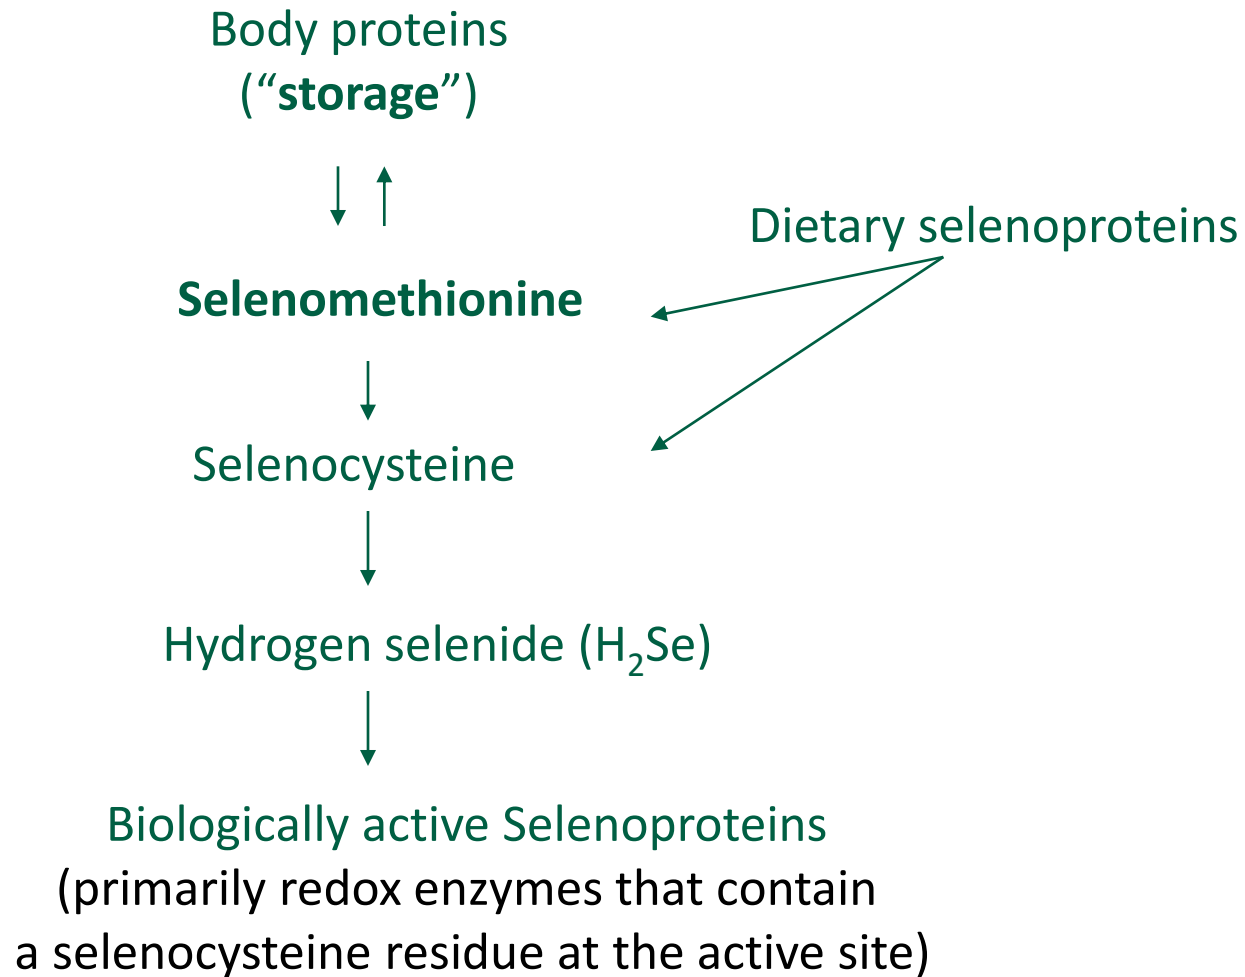 Body proteins
(“storage”)
Dietary selenoproteins
Selenomethionine
Selenocysteine
Hydrogen selenide (H₂Se)
Biologically active Selenoproteins
(primarily redox enzymes that contain
a selenocysteine residue at the active site)